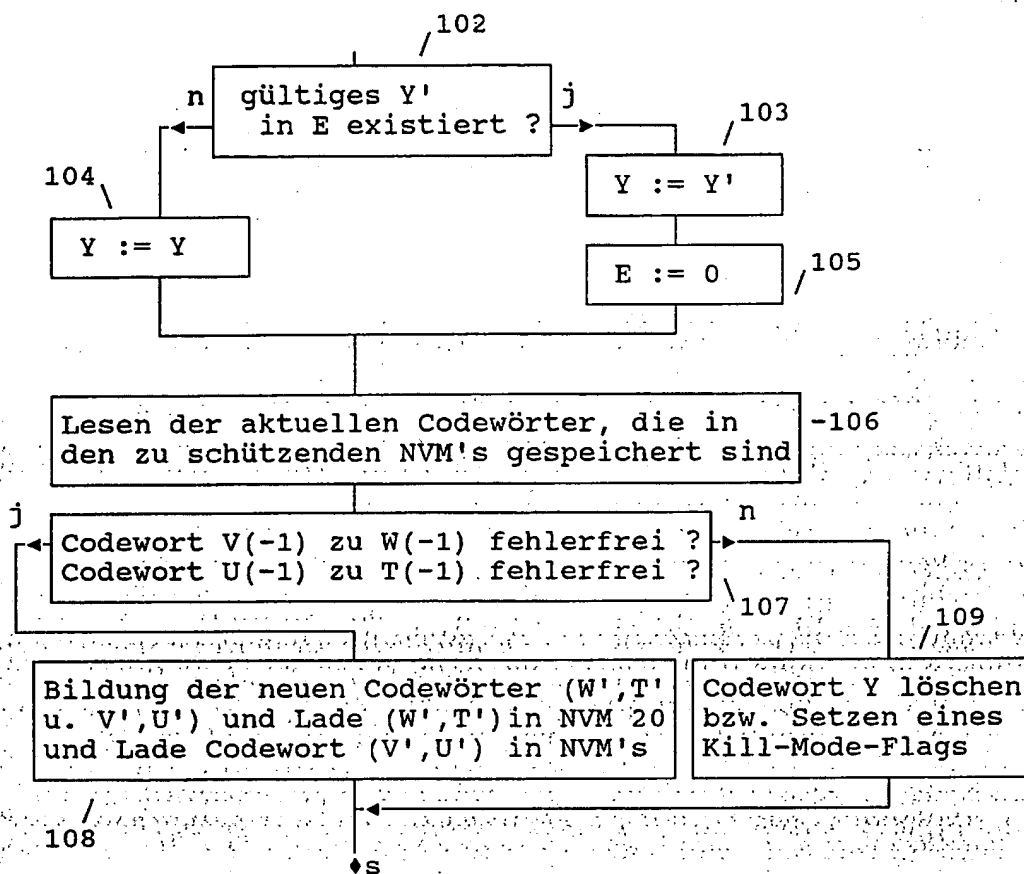 102
n
gültiges Y'
in E existiert ?
j
103
Y := Y'
104
Y := Y
E := 0
105
Lesen der aktuellen Codewörter, die in
den zu schützenden NVM's gespeichert sind
-106
j
Codewort V(-1) zu W(-1) fehlerfrei ?
Codewort U(-1) zu T(-1) fehlerfrei ?
n
107
109
Bildung der neuen Codewörter (W',T'
u. V',U') und Lade (W',T')in NVM 20
und Lade Codewort (V',U') in NVM's
Codewort Y löschen
bzw. Setzen eines
Kill-Mode-Flags
108
s